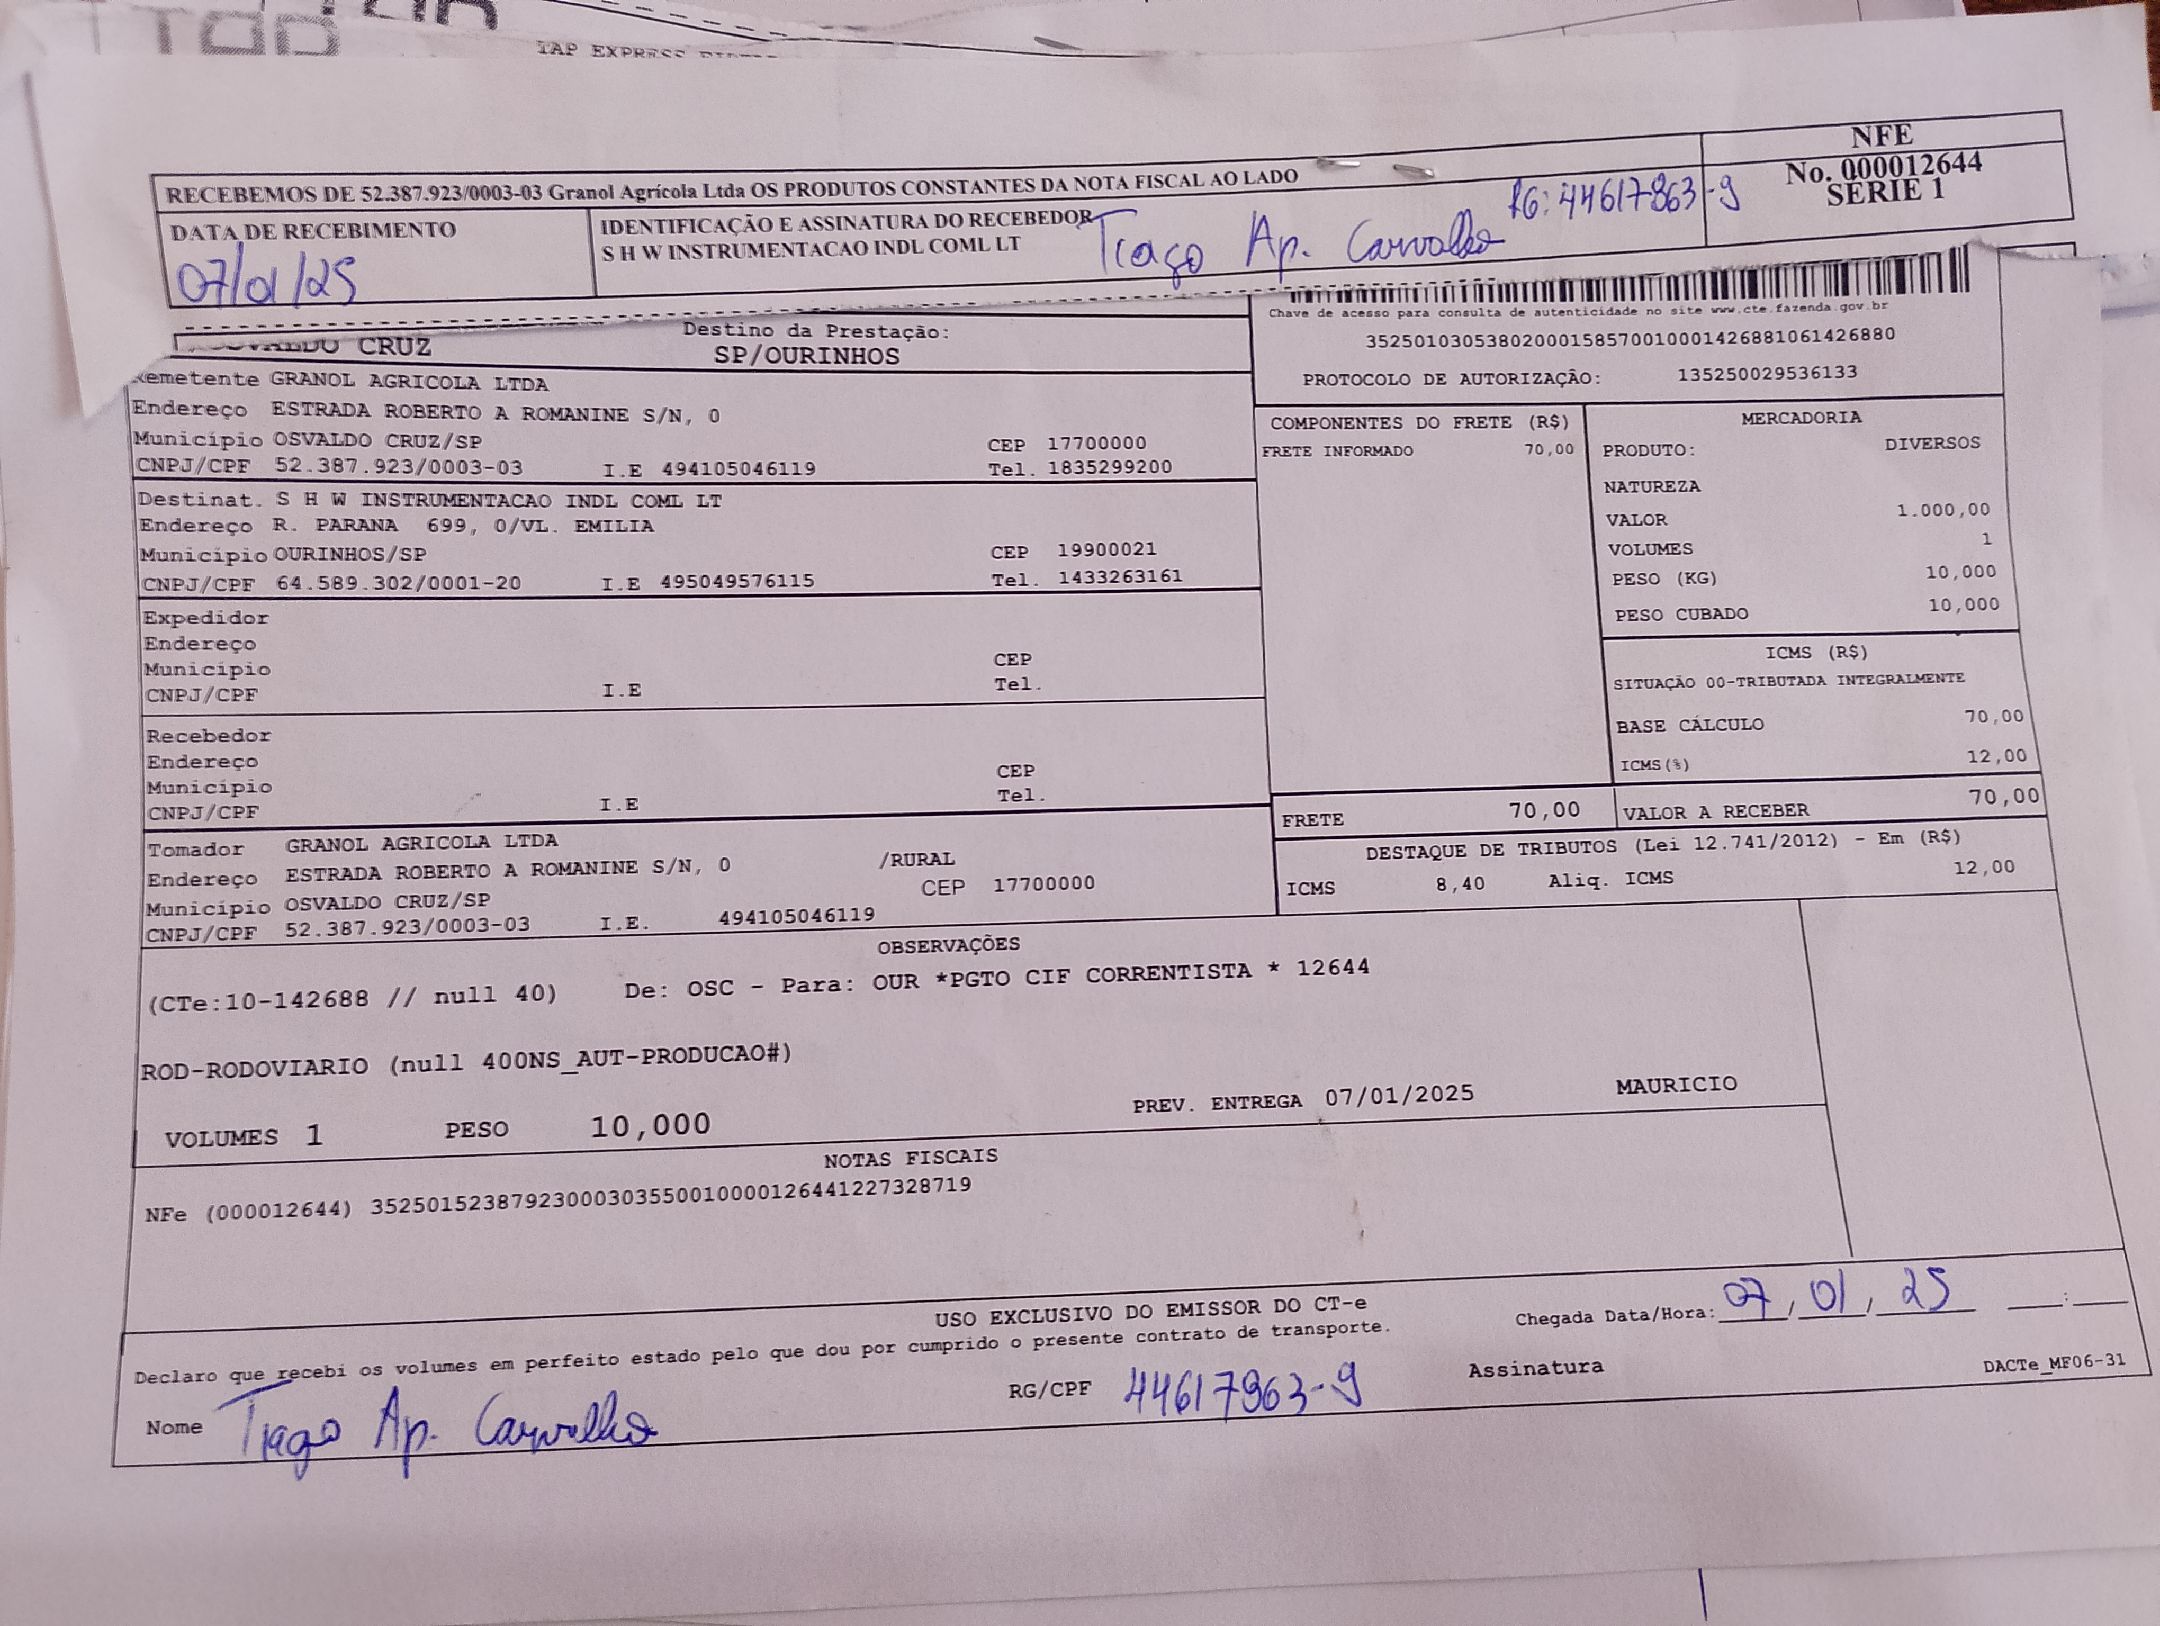 TAP EXPRESS
RECEBEMOS DE 52.387.923/0003-03 Granol Agrícola Ltda OS PRODUTOS CONSTANTES DA NOTA FISCAL AO LADO
NFE
No. 000012644
SÉRIE 1
DATA DE RECEBIMENTO
07/01/25
IDENTIFICAÇÃO E ASSINATURA DO RECEBEDOR
S H W INSTRUMENTACAO INDL COML LT
Tiago Ap. Carvalho
RG: 44617863-9
CRUZ
Destino da Prestação:
SP/OURINHOS
Chave de acesso para consulta de autenticidade no site www.cte.fazenda.gov.br
35250103053802000158570010001426881061426880
PROTOCOLO DE AUTORIZAÇÃO: 135250029536133
Remetente GRANOL AGRICOLA LTDA
Endereço ESTRADA ROBERTO A ROMANINE S/N, 0
Município OSVALDO CRUZ/SP CEP 17700000
CNPJ/CPF 52.387.923/0003-03 I.E 494105046119 Tel. 1835299200
Destinat. S H W INSTRUMENTACAO INDL COML LT
Endereço R. PARANA 699, 0/VL. EMILIA
Município OURINHOS/SP CEP 19900021
CNPJ/CPF 64.589.302/0001-20 I.E 495049576115 Tel. 1433263161
Expedidor
Endereço
Município CEP
CNPJ/CPF I.E Tel.
Recebedor
Endereço
Município CEP
CNPJ/CPF I.E Tel.
Tomador GRANOL AGRICOLA LTDA
Endereço ESTRADA ROBERTO A ROMANINE S/N, 0 /RURAL
Município OSVALDO CRUZ/SP CEP 17700000
CNPJ/CPF 52.387.923/0003-03 I.E. 494105046119
COMPONENTES DO FRETE (R$)
FRETE INFORMADO 70,00
MERCADORIA
PRODUTO: DIVERSOS
NATUREZA
VALOR 1.000,00
VOLUMES 1
PESO (KG) 10,000
PESO CUBADO 10,000
ICMS (R$)
SITUAÇÃO 00-TRIBUTADA INTEGRALMENTE
BASE CÁLCULO 70,00
ICMS(%) 12,00
FRETE 70,00 VALOR A RECEBER 70,00
DESTAQUE DE TRIBUTOS (Lei 12.741/2012) - Em (R$)
ICMS 8,40 Aliq. ICMS 12,00
OBSERVAÇÕES
(CTe:10-142688 // null 40) De: OSC - Para: OUR *PGTO CIF CORRENTISTA * 12644
ROD-RODOVIARIO (null 400NS_AUT-PRODUCAO#)
VOLUMES 1 PESO 10,000 PREV. ENTREGA 07/01/2025 MAURICIO
NOTAS FISCAIS
NFe (000012644) 35250152387923000303550010000126441227328719
USO EXCLUSIVO DO EMISSOR DO CT-e
Declaro que recebi os volumes em perfeito estado pelo que dou por cumprido o presente contrato de transporte.
Chegada Data/Hora: 07/01/25 __:__
Nome Tiago Ap. Carvalho RG/CPF 44617863-9 Assinatura
DACTe_MF06-31